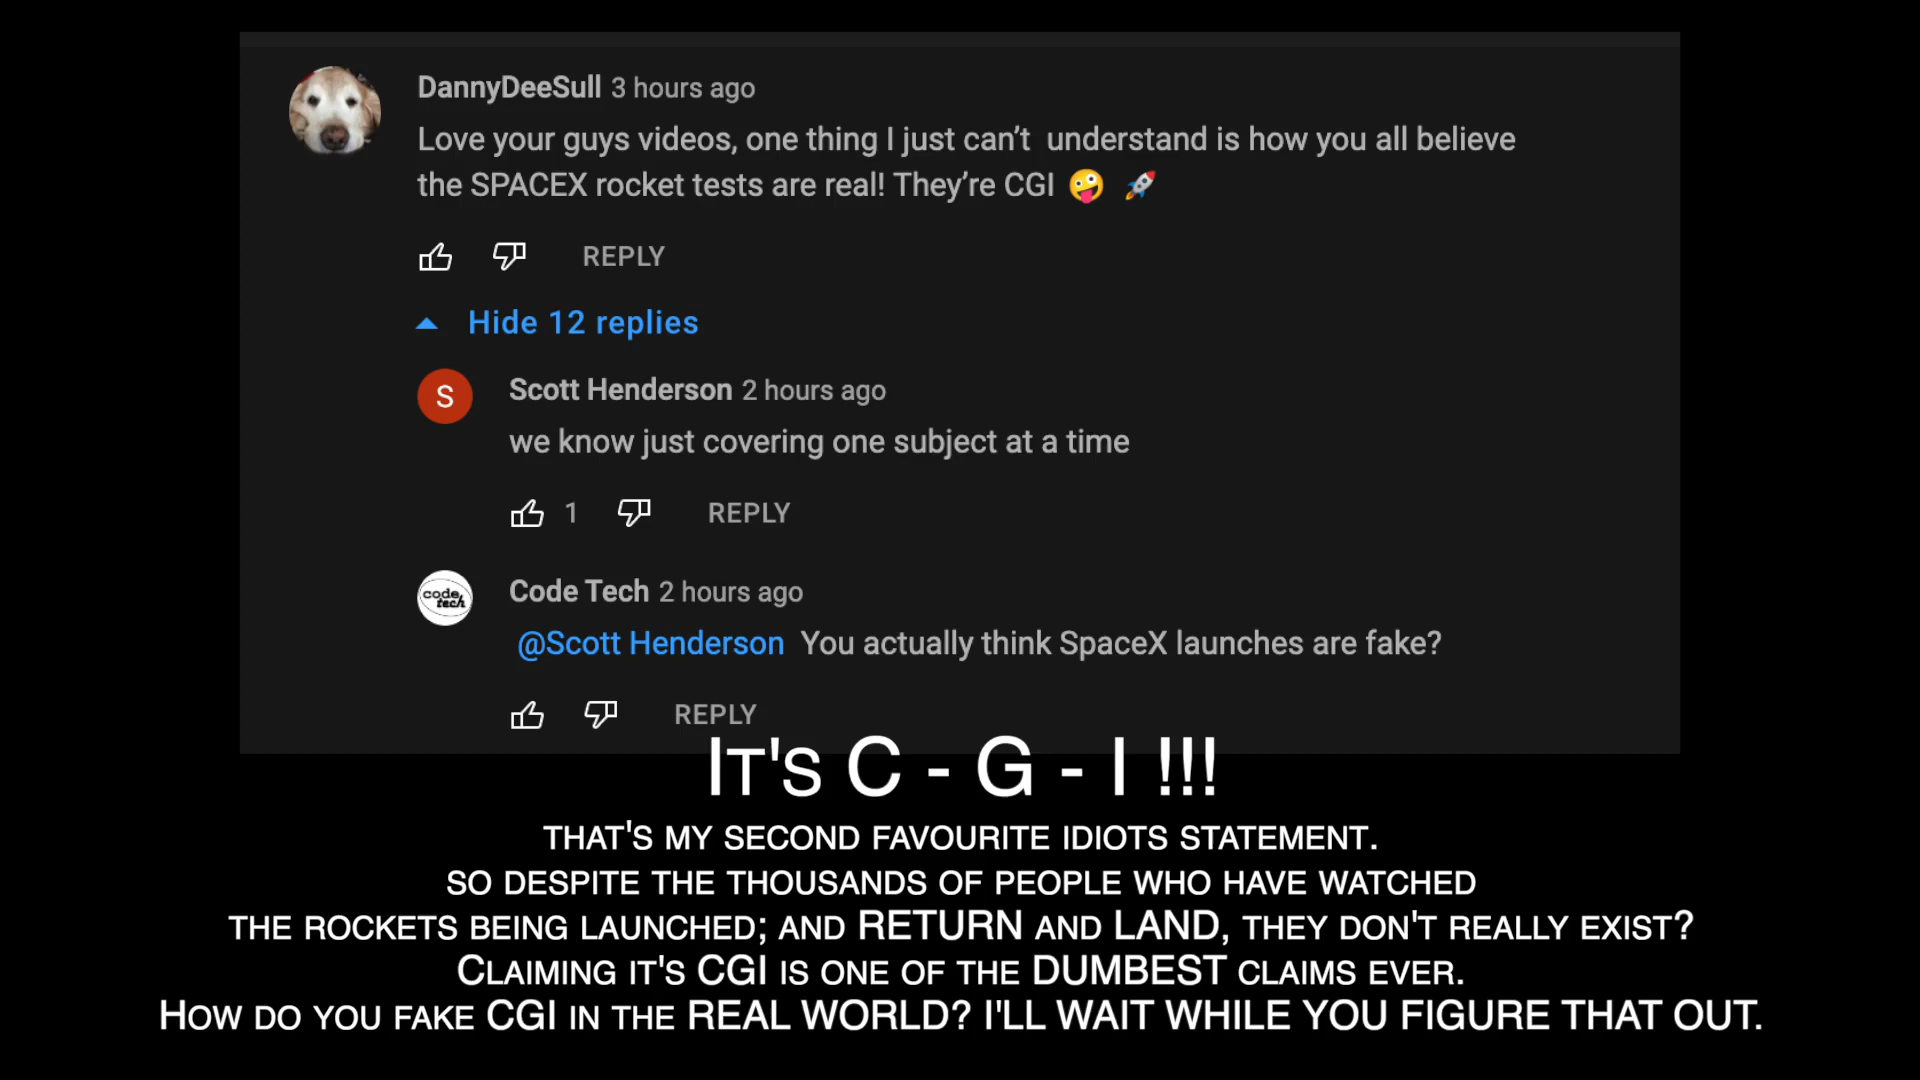 DannyDeeSull 3 hours ago
Love your guys videos, one thing I just can’t understand is how you all believe
the SPACEX rocket tests are real! They’re CGI 🤪 🚀
REPLY
Hide 12 replies
S
Scott Henderson 2 hours ago
we know just covering one subject at a time
1 REPLY
code tech
Code Tech 2 hours ago
@Scott Henderson You actually think SpaceX launches are fake?
REPLY
IT'S C - G - I !!!
THAT'S MY SECOND FAVOURITE IDIOTS STATEMENT.
SO DESPITE THE THOUSANDS OF PEOPLE WHO HAVE WATCHED
THE ROCKETS BEING LAUNCHED; AND RETURN AND LAND, THEY DON'T REALLY EXIST?
CLAIMING IT'S CGI IS ONE OF THE DUMBEST CLAIMS EVER.
HOW DO YOU FAKE CGI IN THE REAL WORLD? I'LL WAIT WHILE YOU FIGURE THAT OUT.